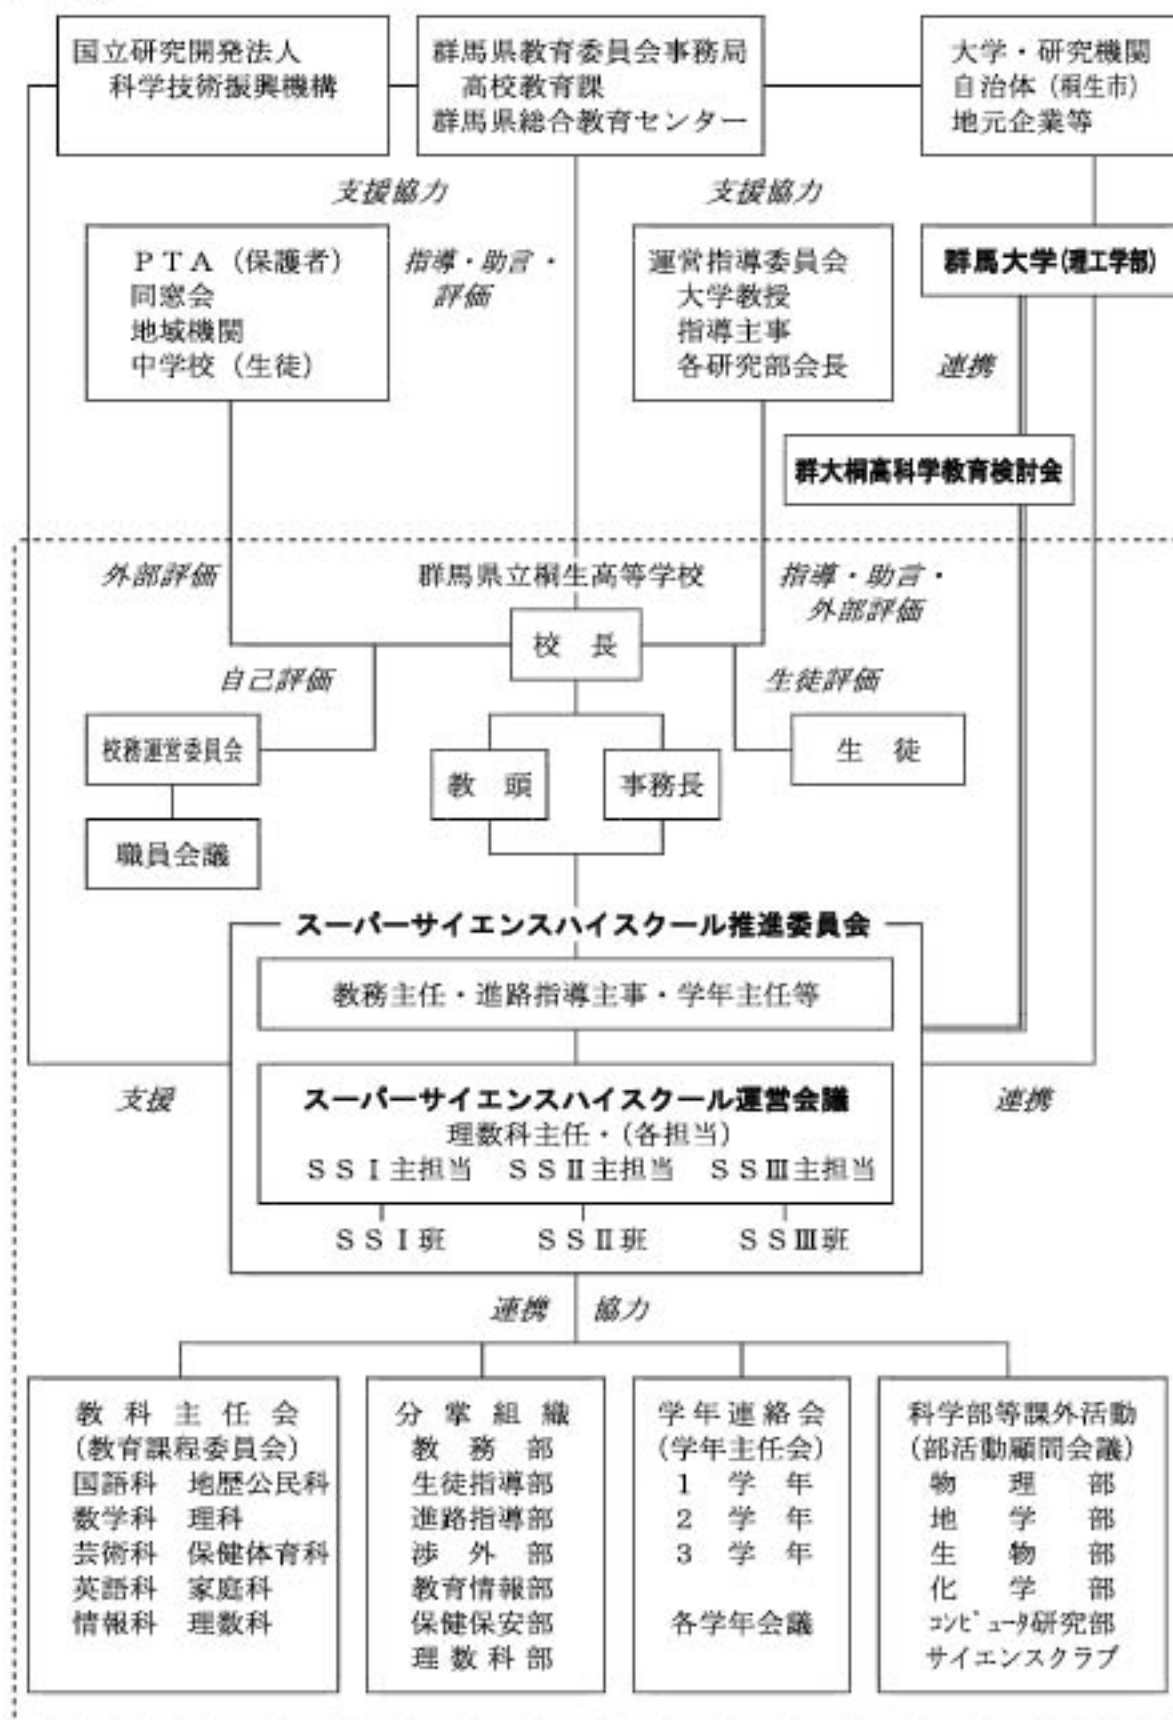 国立研究開発法人
科学技術振興機構
群馬県教育委員会事務局
高校教育課
群馬県総合教育センター
大学・研究機関
自治体（桐生市）
地元企業等
支援協力
支援協力
ＰＴＡ（保護者）
同窓会
地域機関
中学校（生徒）
指導・助言・
評価
運営指導委員会
大学教授
指導主事
各研究部会長
群馬大学(理工学部)
連携
群大桐高科学教育検討会
外部評価
群馬県立桐生高等学校
指導・助言・
外部評価
校　長
自己評価
生徒評価
校務運営委員会
教　頭
事務長
生　徒
職員会議
スーパーサイエンスハイスクール推進委員会
教務主任・進路指導主事・学年主任等
支援
連携
スーパーサイエンスハイスクール運営会議
理数科主任・（各担当）
ＳＳⅠ主担当　ＳＳⅡ主担当　ＳＳⅢ主担当
ＳＳⅠ班　ＳＳⅡ班　ＳＳⅢ班
連携　協力
教科主任会
（教育課程委員会）
国語科　地歴公民科
数学科　理科
芸術科　保健体育科
英語科　家庭科
情報科　理数科
分掌組織
教務部
生徒指導部
進路指導部
渉外部
教育情報部
保健保安部
理数科部
学年連絡会
（学年主任会）
１学年
２学年
３学年
各学年会議
科学部等課外活動
（部活動顧問会議）
物理部
地学部
生物部
化学部
ｺﾝﾋﾟｭｰﾀ研究部
サイエンスクラブ